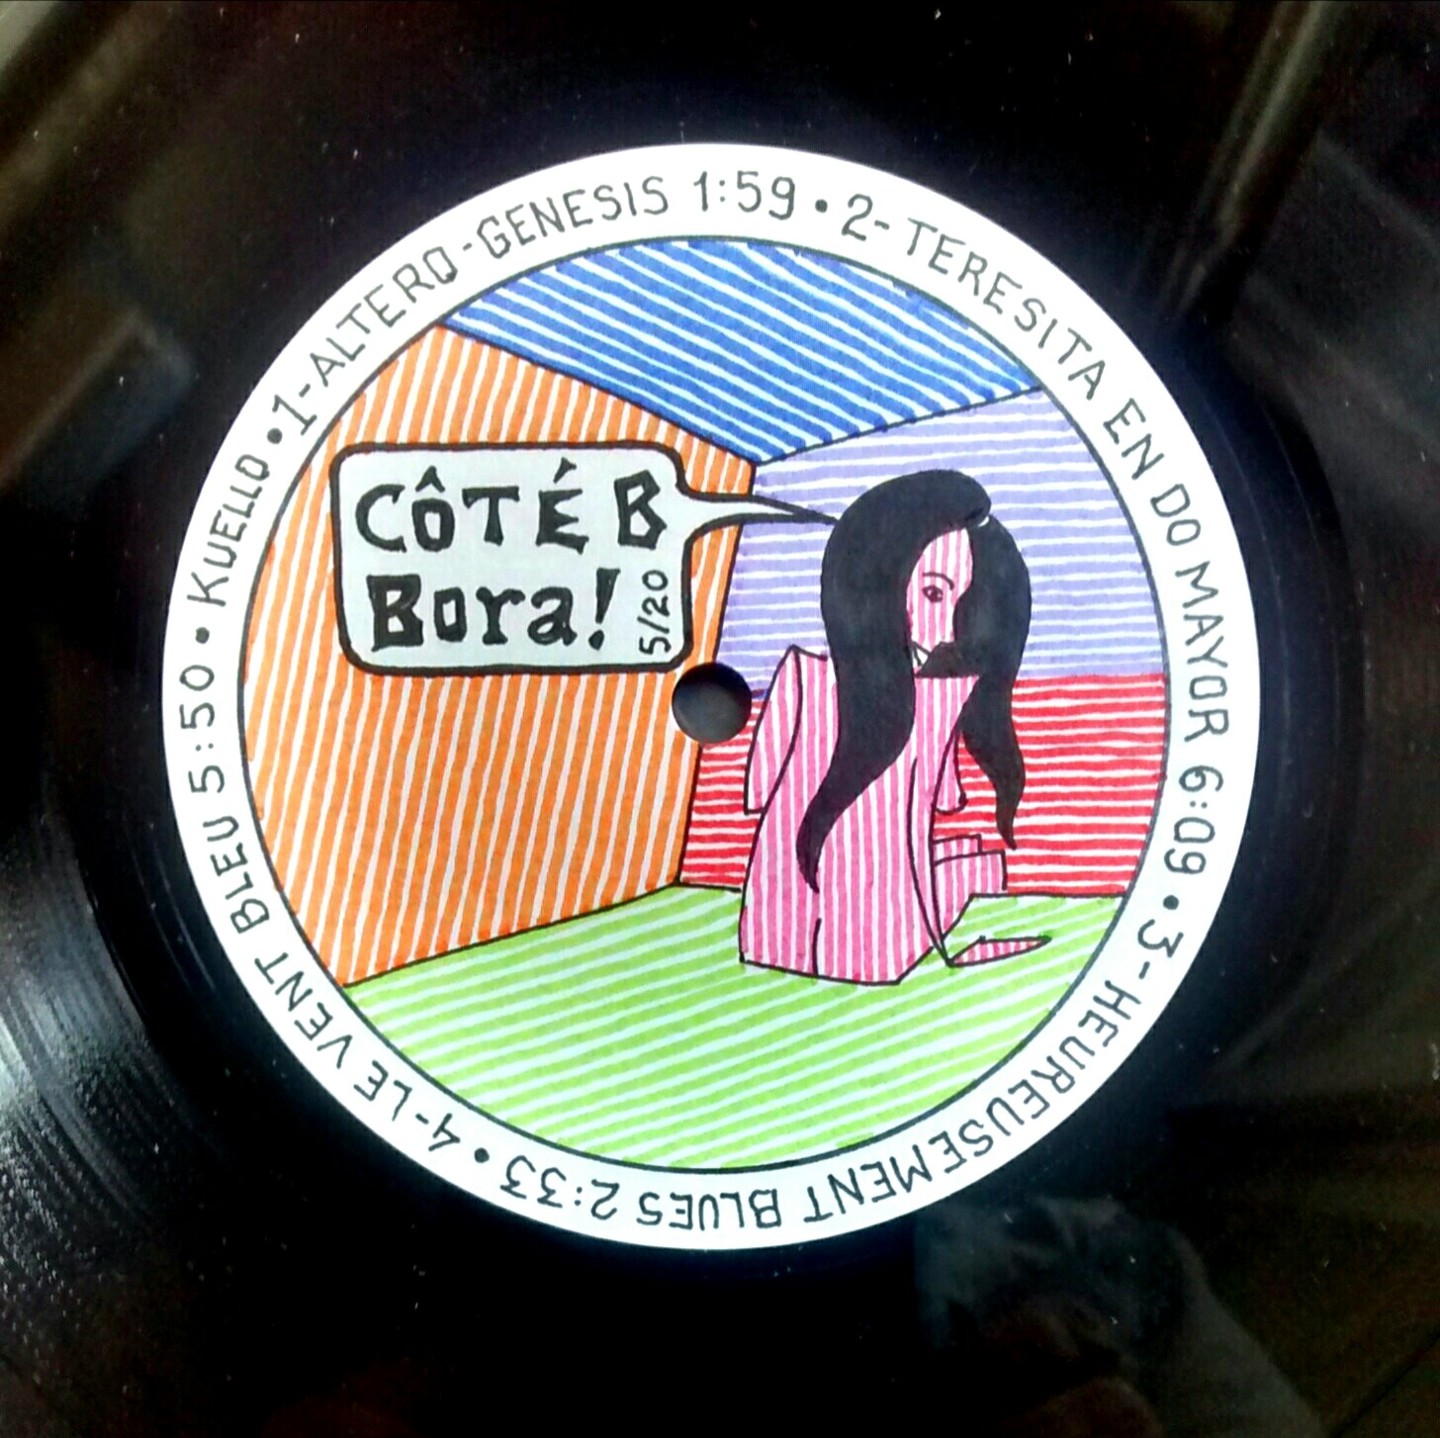 CÔTÉ B
Bora!
5/20
KUELLO • 1-ALTERO-GENESIS 1:59 • 2-TERESITA EN DO MAYOR 6:09 • 3-HEUREUSEMENT BLUES 2:33 • 4-LE VENT BLEU 5:50 •